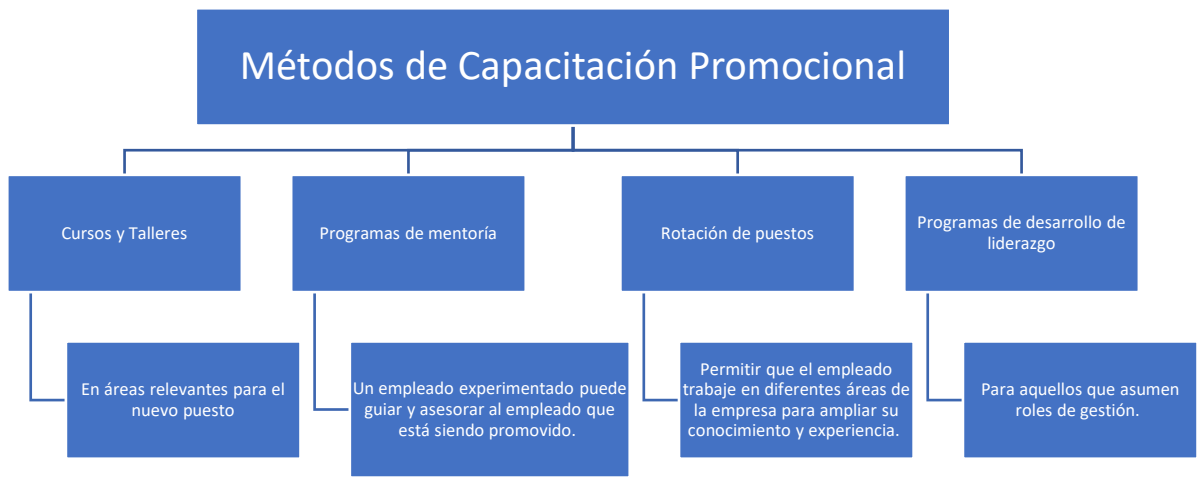 Métodos de Capacitación Promocional
Cursos y Talleres
Programas de mentoría
Rotación de puestos
Programas de desarrollo de
liderazgo
En áreas relevantes para el
nuevo puesto
Un empleado experimentado puede
guiar y asesorar al empleado que
está siendo promovido.
Permitir que el empleado
trabaje en diferentes áreas de
la empresa para ampliar su
conocimiento y experiencia.
Para aquellos que asumen
roles de gestión.